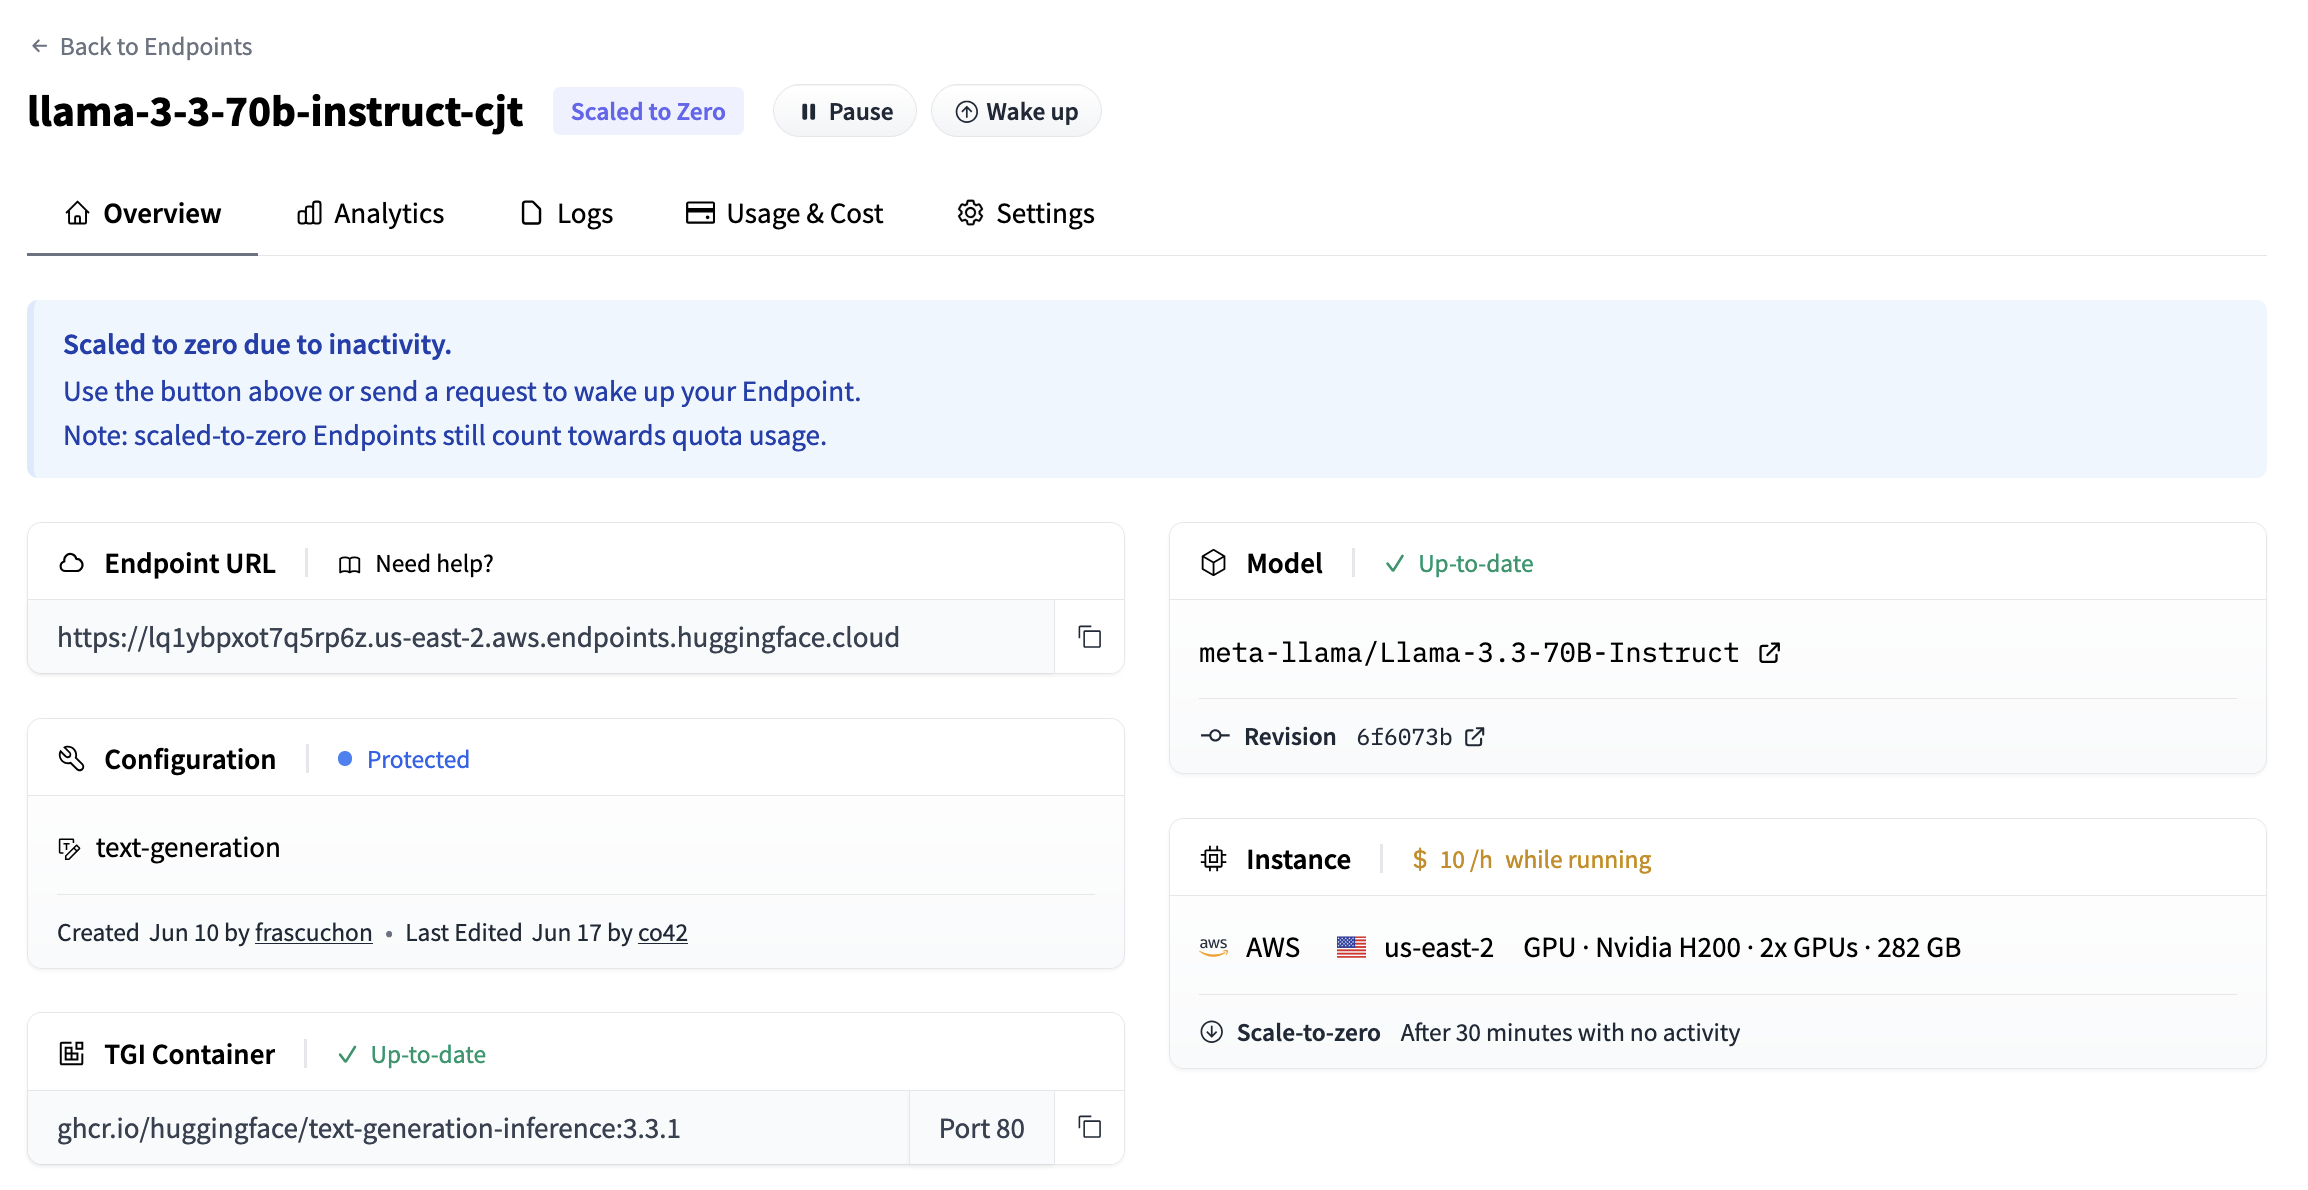 Back to Endpoints
llama-3-3-70b-instruct-cjt Scaled to Zero Pause Wake up
Overview Analytics Logs Usage & Cost Settings
Scaled to zero due to inactivity.
Use the button above or send a request to wake up your Endpoint.
Note: scaled-to-zero Endpoints still count towards quota usage.
Endpoint URL Need help?
https://lq1ybpxot7q5rp6z.us-east-2.aws.endpoints.huggingface.cloud
Configuration Protected
text-generation
Created Jun 10 by frascuchon • Last Edited Jun 17 by co42
TGI Container Up-to-date
ghcr.io/huggingface/text-generation-inference:3.3.1 Port 80
Model Up-to-date
meta-llama/Llama-3.3-70B-Instruct
Revision 6f6073b
Instance $ 10 /h while running
aws AWS us-east-2 GPU · Nvidia H200 · 2x GPUs · 282 GB
Scale-to-zero After 30 minutes with no activity